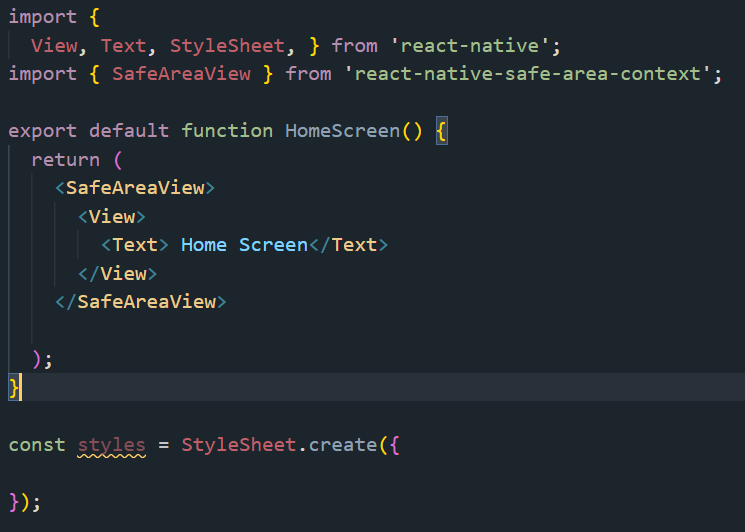 import {
  View, Text, StyleSheet, } from 'react-native';
import { SafeAreaView } from 'react-native-safe-area-context';

export default function HomeScreen() {
  return (
    <SafeAreaView>
      <View>
        <Text> Home Screen</Text>
      </View>
    </SafeAreaView>

  );
}

const styles = StyleSheet.create({

});